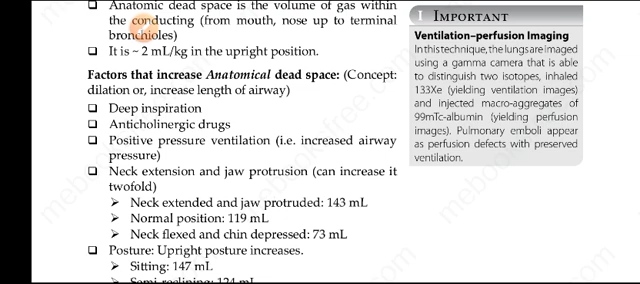 ❑ Anatomic dead space is the volume of gas within
the conducting (from mouth, nose up to terminal
bronchioles)
❑ It is ~ 2 mL/kg in the upright position.
Factors that increase Anatomical dead space: (Concept:
dilation or, increase length of airway)
❑ Deep inspiration
❑ Anticholinergic drugs
❑ Positive pressure ventilation (i.e. increased airway
pressure)
❑ Neck extension and jaw protrusion (can increase it
twofold)
➢ Neck extended and jaw protruded: 143 mL
➢ Normal position: 119 mL
➢ Neck flexed and chin depressed: 73 mL
❑ Posture: Upright posture increases.
➢ Sitting: 147 mL
➢ Semi-reclining: 124 mL
I IMPORTANT
Ventilation–perfusion Imaging
In this technique, the lungs are imaged
using a gamma camera that is able
to distinguish two isotopes, inhaled
133Xe (yielding ventilation images)
and injected macro-aggregates of
99mTc-albumin (yielding perfusion
images). Pulmonary emboli appear
as perfusion defects with preserved
ventilation.